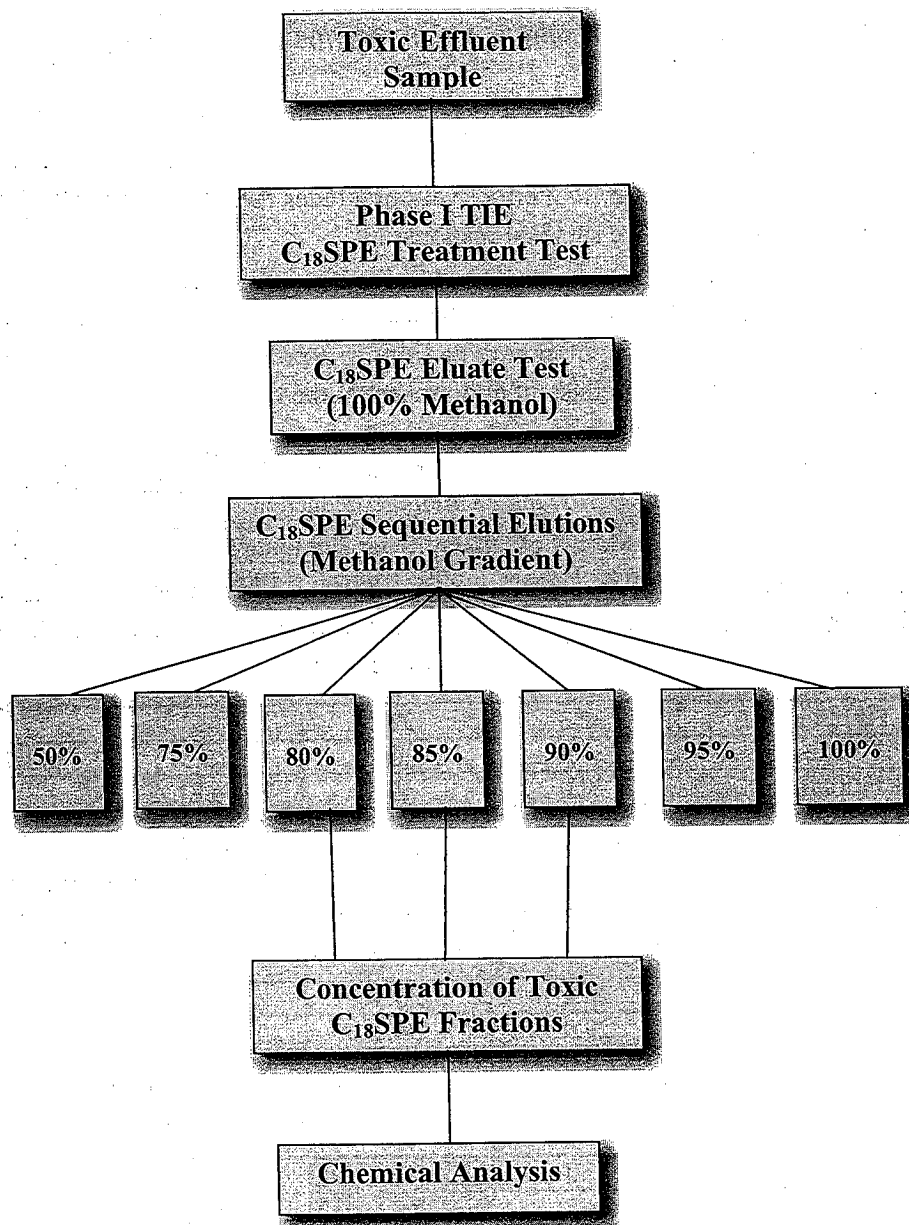 Toxic Effluent
Sample
Phase I TIE
C₁₈SPE Treatment Test
C₁₈SPE Eluate Test
(100% Methanol)
C₁₈SPE Sequential Elutions
(Methanol Gradient)
50%
75%
80%
85%
90%
95%
100%
Concentration of Toxic
C₁₈SPE Fractions
Chemical Analysis